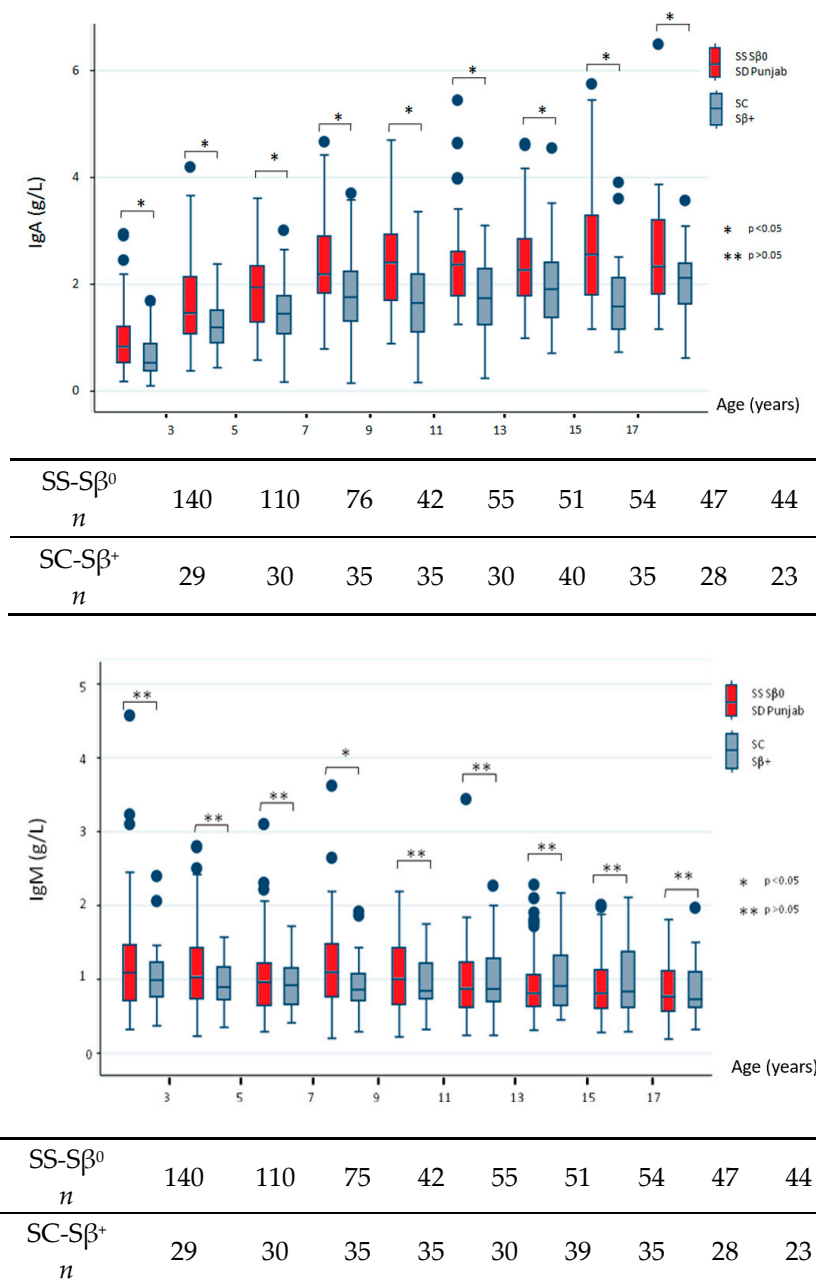 *
*
*
*
*
*
*
*
*
6
4
2
0
IgA (g/L)
SS Sβ0
SD Punjab
SC
Sβ+
* p<0.05
** p>0.05
Age (years)
3 5 7 9 11 13 15 17
SS-Sβ⁰
n
140 110 76 42 55 51 54 47 44
SC-Sβ⁺
n
29 30 35 35 30 40 35 28 23
**
**
**
*
**
**
**
**
**
5
4
3
2
1
0
IgM (g/L)
SS Sβ0
SD Punjab
SC
Sβ+
* p<0.05
** p>0.05
Age (years)
3 5 7 9 11 13 15 17
SS-Sβ⁰
n
140 110 75 42 55 51 54 47 44
SC-Sβ⁺
n
29 30 35 35 30 39 35 28 23